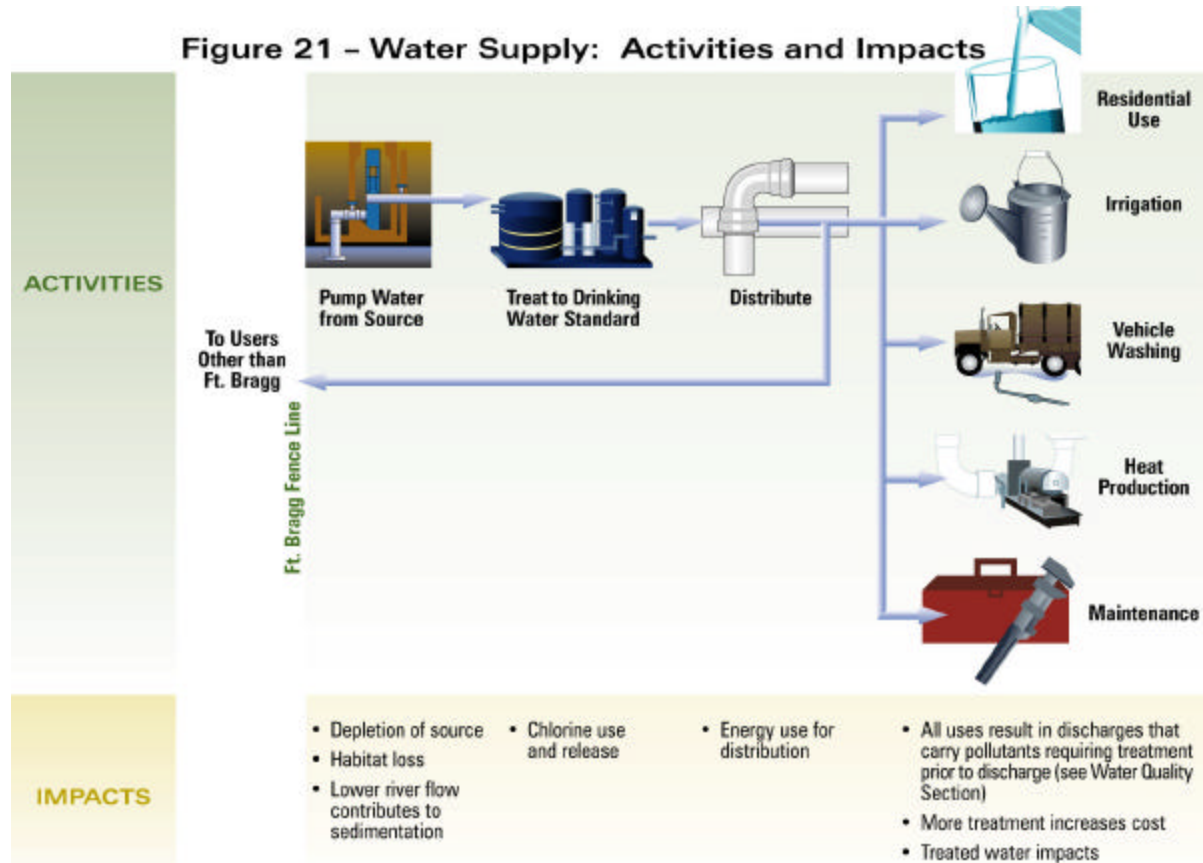 Figure 21 – Water Supply: Activities and Impacts
ACTIVITIES
Pump Water
from Source
Treat to Drinking
Water Standard
Distribute
To Users
Other than
Ft. Bragg
Ft. Bragg Fence Line
Residential
Use
Irrigation
Vehicle
Washing
Heat
Production
Maintenance
IMPACTS
• Depletion of source
• Habitat loss
• Lower river flow
contributes to
sedimentation
• Chlorine use
and release
• Energy use for
distribution
• All uses result in discharges that
carry pollutants requiring treatment
prior to discharge (see Water Quality
Section)
• More treatment increases cost
• Treated water impacts